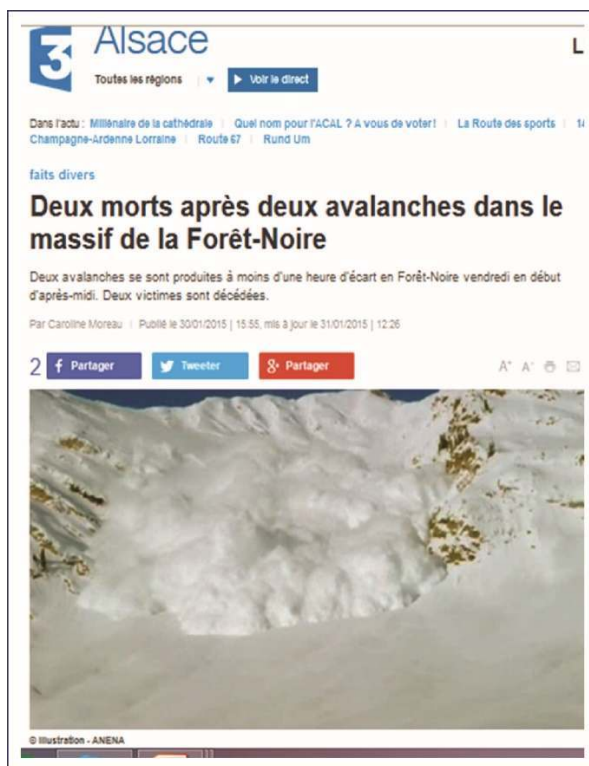 3 Alsace
L
Toutes les régions Voir le direct
Dans l'actu : Millénaire de la cathédrale Quel nom pour l'ACAL ? A vous de voter! La Route des sports 14
Champagne-Ardenne Lorraine Route 67 Rund Um
faits divers
Deux morts après deux avalanches dans le
massif de la Forêt-Noire
Deux avalanches se sont produites à moins d'une heure d'écart en Forêt-Noire vendredi en début
d'après-midi. Deux victimes sont décédées.
Par Caroline Moreau Publié le 30/01/2015 | 15:55, mis à jour le 31/01/2015 | 12:26
2 f Partager Tweeter g+ Partager A+ A-
© Illustration - ANENA